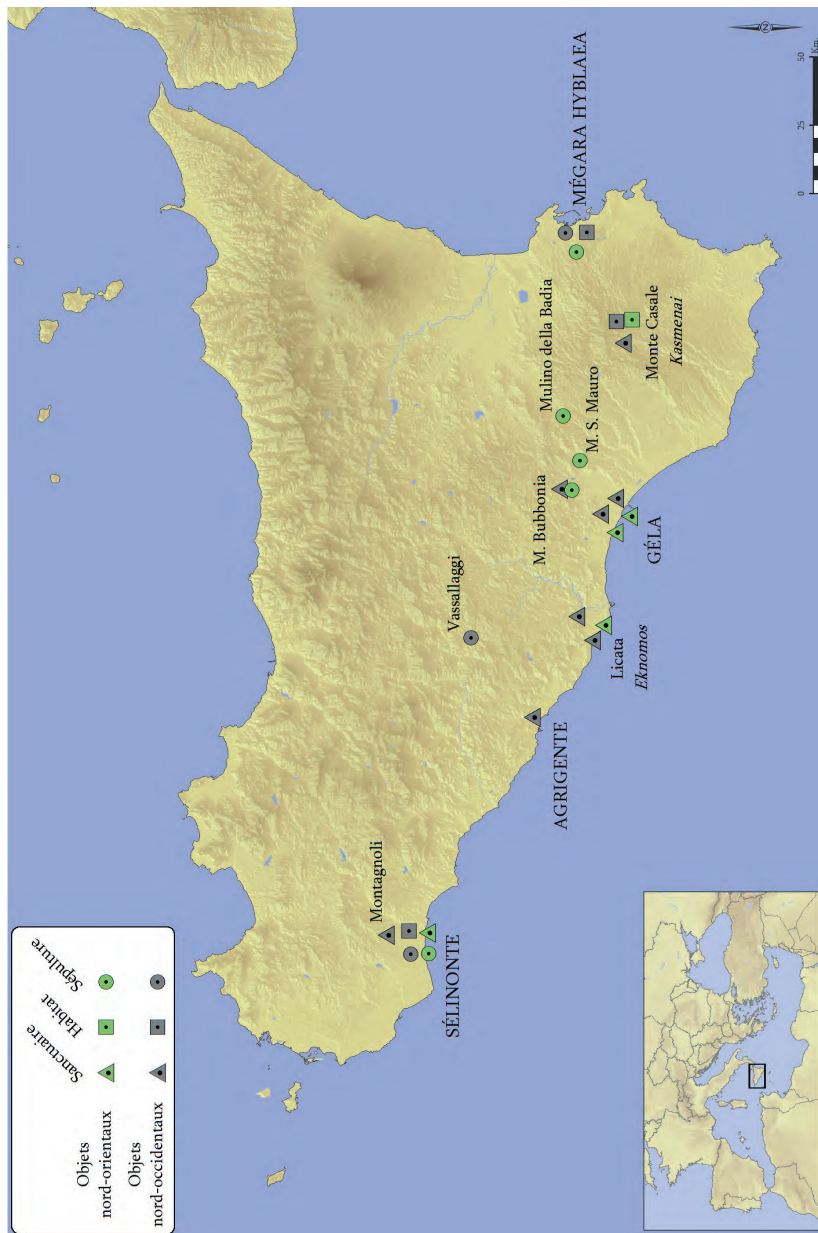 Sanctuaire
Habitat
Sépulture
Objets
nord-orientaux
Objets
nord-occidentaux
Montagnoli
SÉLINONTE
Vassallaggi
AGRIGENTE
Licata
Eknomos
M. Bubbonia
GÉLA
M. S. Mauro
Mulino della Badia
Monte Casale
Kasmenai
MÉGARA HYBLAEA
N
0 25 50
Km.